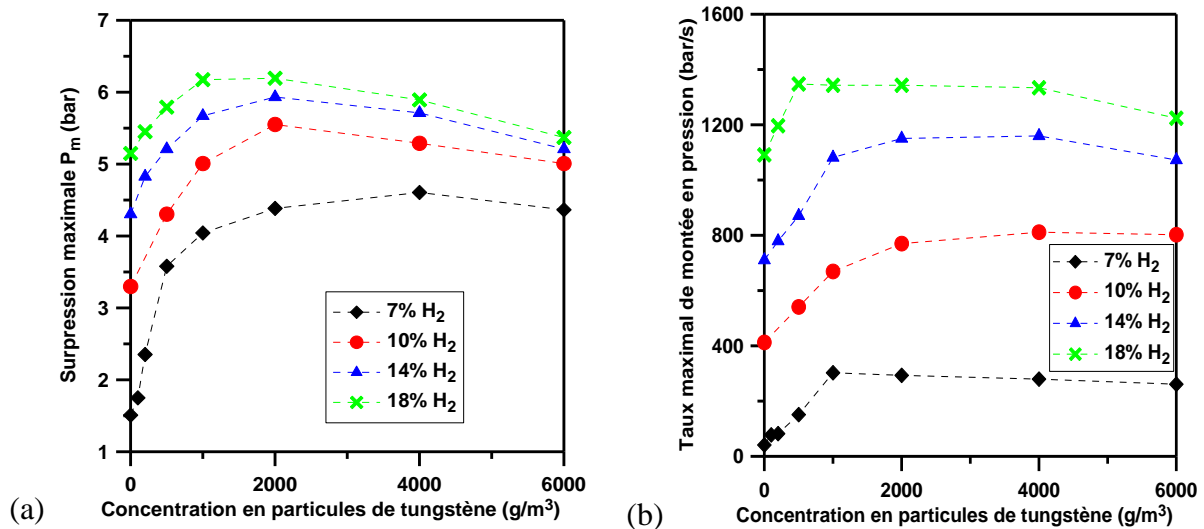 7
6
5
4
3
2
1
Surpression maximale Pm (bar)
0
2000
4000
6000
Concentration en particules de tungstène (g/m³)
7% H2
10% H2
14% H2
18% H2
(a)
1600
1200
800
400
0
Taux maximal de montée en pression (bar/s)
0
2000
4000
6000
Concentration en particules de tungstène (g/m³)
7% H2
10% H2
14% H2
18% H2
(b)